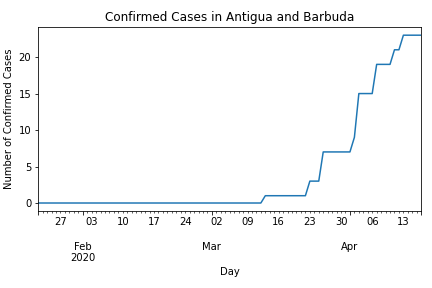 Confirmed Cases in Antigua and Barbuda
Number of Confirmed Cases
20
15
10
5
0
27 03 10 17 24 02 09 16 23 30 06 13
Feb Mar Apr
2020
Day